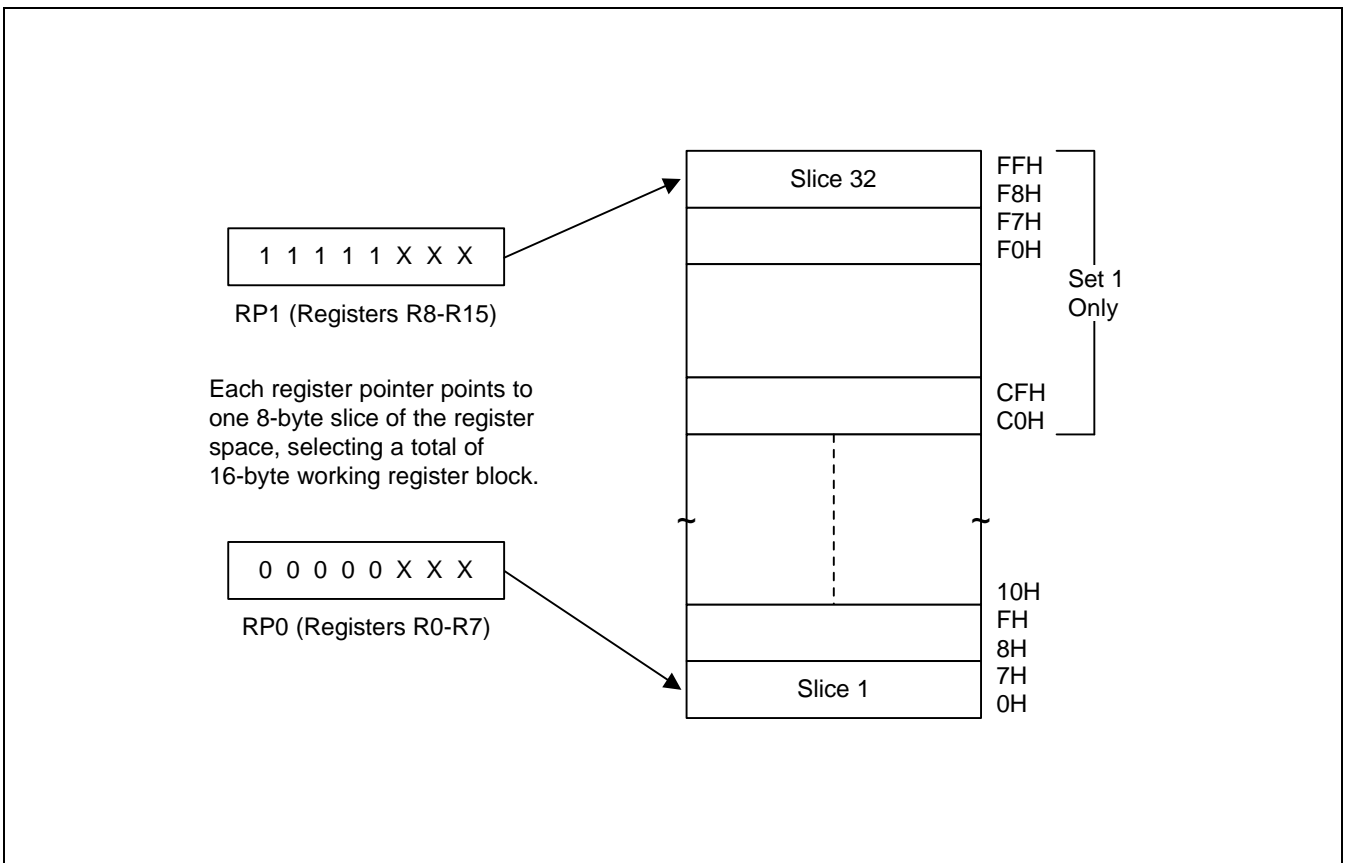 Slice 32
FFH
F8H
F7H
F0H
1 1 1 1 1 X X X
Set 1
Only
RP1 (Registers R8-R15)
Each register pointer points to
one 8-byte slice of the register
space, selecting a total of
16-byte working register block.
CFH
C0H
~ ~
0 0 0 0 0 X X X
RP0 (Registers R0-R7)
10H
FH
8H
7H
0H
Slice 1